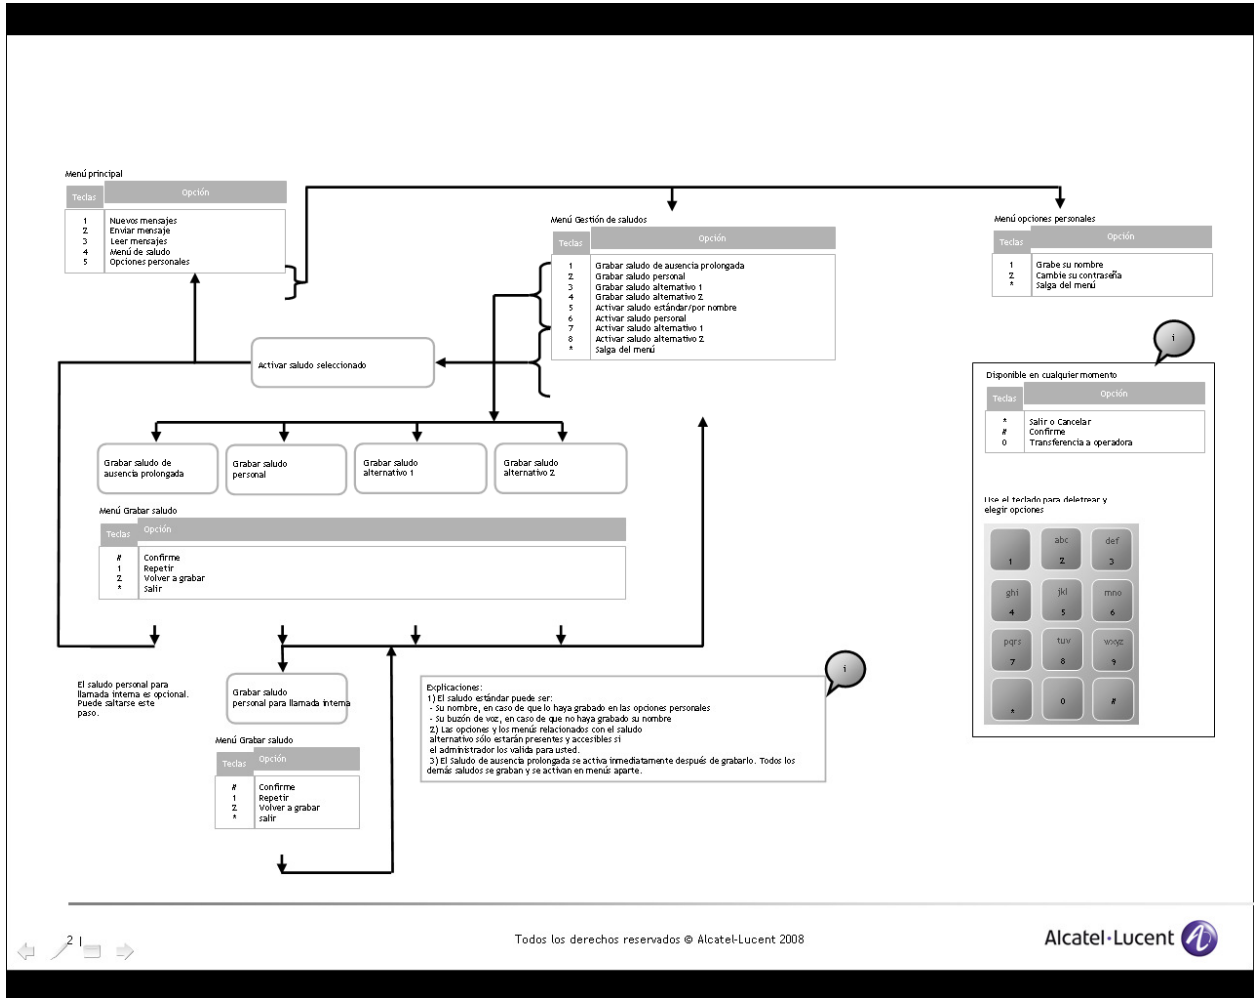 Menú principal
Teclas Opción
1 Nuevos mensajes
2 Enviar mensaje
3 Leer mensajes
4 Menú de saludo
5 Opciones personales
Menú Gestión de saludos
Teclas Opción
1 Grabar saludo de ausencia prolongada
2 Grabar saludo personal
3 Grabar saludo alternativo 1
4 Grabar saludo alternativo 2
5 Activar saludo estándar/por nombre
6 Activar saludo personal
7 Activar saludo alternativo 1
8 Activar saludo alternativo 2
* Salga del menú
Menú opciones personales
Teclas Opción
1 Grabe su nombre
2 Cambie su contraseña
* Salga del menú
Activar saludo seleccionado
Grabar saludo de
ausencia prolongada
Grabar saludo
personal
Grabar saludo
alternativo 1
Grabar saludo
alternativo 2
Menú Grabar saludo
Teclas Opción
# Confirme
1 Repetir
2 Volver a grabar
* Salir
i
Disponible en cualquier momento
Teclas Opción
* Salir o Cancelar
# Confirme
0 Transferencia a operadora
Use el teclado para deletrear y
elegir opciones
1
abc
2
def
3
ghi
4
jkl
5
mno
6
pqrs
7
tuv
8
wxyz
9
*
0
#
El saludo personal para
llamada interna es opcional.
Puede saltarse este
paso.
Grabar saludo
personal para llamada interna
Menú Grabar saludo
Teclas Opción
# Confirme
1 Repetir
2 Volver a grabar
* salir
i
Explicaciones:
1) El saludo estándar puede ser:
- Su nombre, en caso de que lo haya grabado en las opciones personales
- Su buzón de voz, en caso de que no haya grabado su nombre
2) Las opciones y los menús relacionados con el saludo
alternativo sólo estarán presentes y accesibles si
el administrador los valida para usted.
3) El Saludo de ausencia prolongada se activa inmediatamente después de grabarlo. Todos los
demás saludos se graban y se activan en menús aparte.
2 |
Todos los derechos reservados © Alcatel-Lucent 2008
Alcatel·Lucent